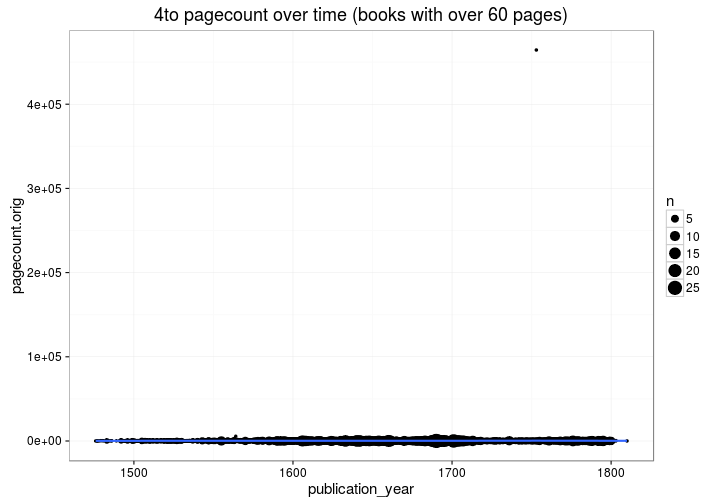 4to pagecount over time (books with over 60 pages)
pagecount.orig
4e+05
3e+05
2e+05
1e+05
0e+00
1500
1600
1700
1800
publication_year
n
5
10
15
20
25